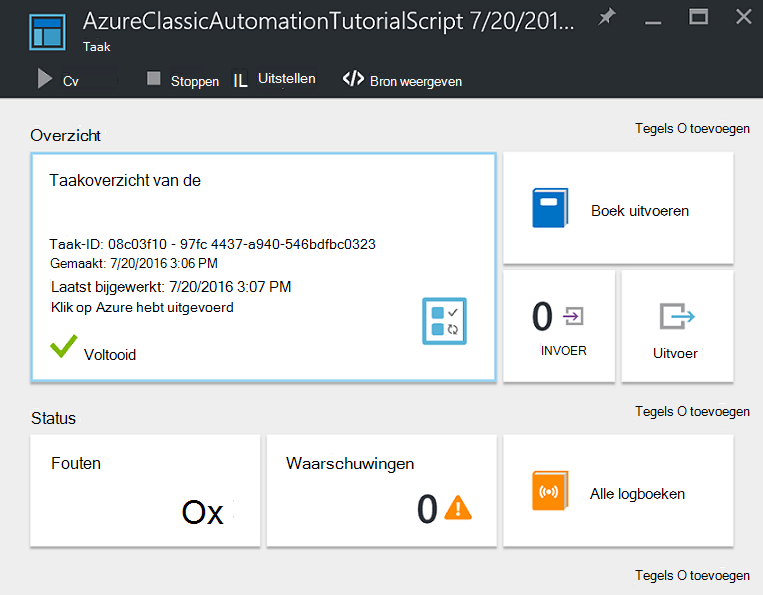 AzureClassicAutomationTutorialScript 7/20/201...
Taak
Cv
Stoppen
IL Uitstellen
Bron weergeven
Overzicht
Tegels O toevoegen
Taakoverzicht van de
Taak-ID: 08c03f10 - 97fc 4437-a940-546bdfbc0323
Gemaakt: 7/20/2016 3:06 PM
Laatst bijgewerkt: 7/20/2016 3:07 PM
Klik op Azure hebt uitgevoerd
Voltooid
Boek uitvoeren
0
INVOER
Uitvoer
Status
Tegels O toevoegen
Fouten
Ox
Waarschuwingen
0
Alle logboeken
Tegels O toevoegen